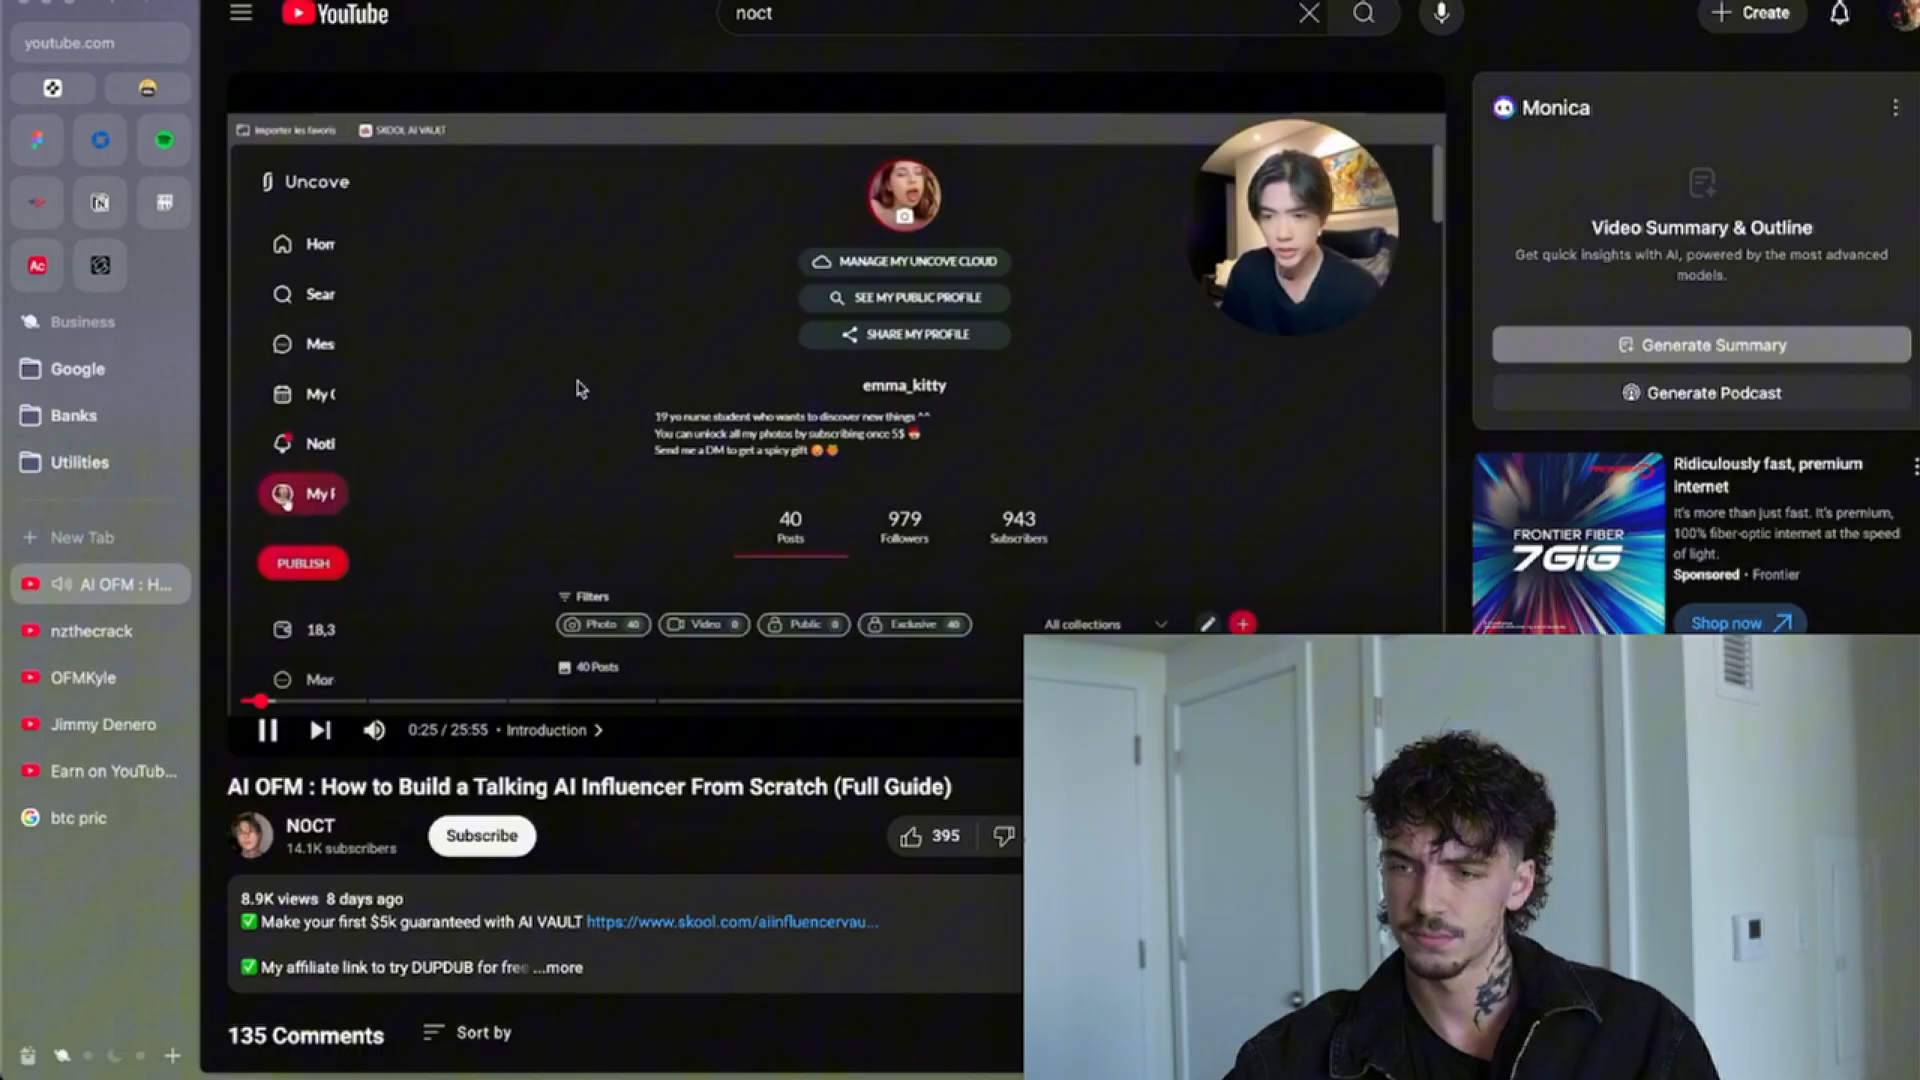 youtube.com
Business
Google
Banks
Utilities
New Tab
AI OFM : H...
nzthecrack
OFMKyle
Jimmy Denero
Earn on YouTub...
btc pric
YouTube
noct
Create
Importer les favoris
SKOOL AI VAULT
Uncove
Hom
Sear
Mes
My C
Noti
My P
PUBLISH
18,3
Mor
MANAGE MY UNCOVE CLOUD
SEE MY PUBLIC PROFILE
SHARE MY PROFILE
emma_kitty
19 yo nurse student who wants to discover new things ^^
You can unlock all my photos by subscribing once 5$
Send me a DM to get a spicy gift
40 979 943
Posts Followers Subscribers
Filters
Photo 40 Video 0 Public 0 Exclusive 40
All collections
40 Posts
0:25 / 25:55 • Introduction
AI OFM : How to Build a Talking AI Influencer From Scratch (Full Guide)
NOCT
14.1K subscribers
Subscribe
395
8.9K views 8 days ago
✅ Make your first $5k guaranteed with AI VAULT https://www.skool.com/aiinfluencervau...
✅ My affiliate link to try DUPDUB for free ...more
135 Comments
Sort by
Monica
Video Summary & Outline
Get quick insights with AI, powered by the most advanced
models.
Generate Summary
Generate Podcast
FRONTIER FIBER
7GIG
Ridiculously fast, premium
internet
It's more than just fast. It's premium,
100% fiber-optic internet at the speed
of light.
Sponsored • Frontier
Shop now